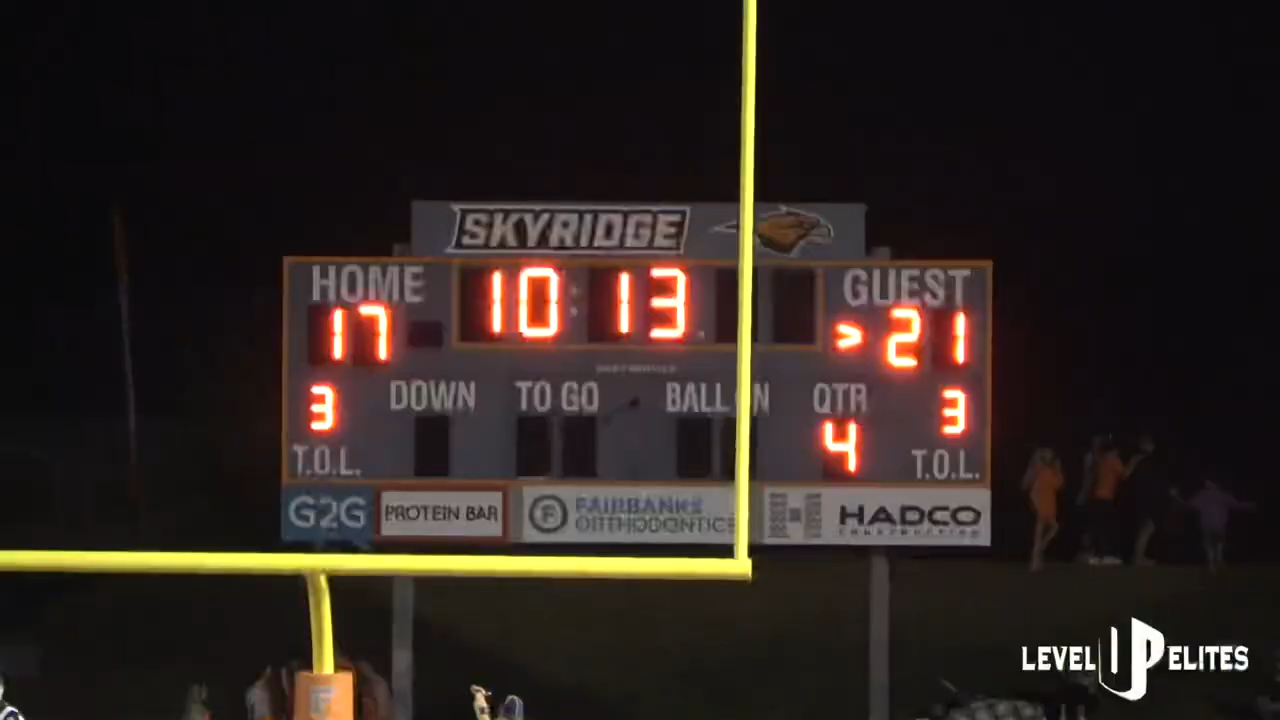 SKYRIDGE
HOME
10:13
GUEST
17
> 21
3
DOWN
TO GO
BALL ON
QTR
3
4
T.O.L.
T.O.L.
G2G
PROTEIN BAR
F
FAIRBANKS
ORTHODONTICS
HADCO
CONSTRUCTION
LEVEL UP ELITES